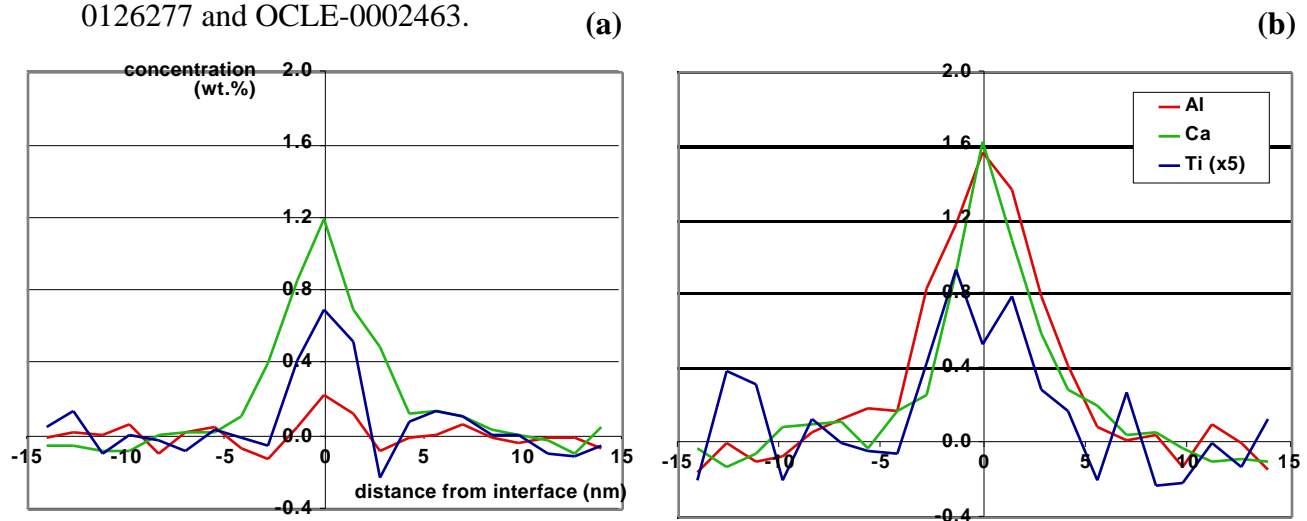 0126277 and OCLE-0002463.
(a)
(b)
concentration
(wt.%)
2.0
1.6
1.2
0.8
0.4
0.0
-0.4
-15 -10 -5 0 5 10 15
distance from interface (nm)
2.0
1.6
1.2
0.8
0.4
0.0
-0.4
-15 -10 -5 0 5 10 15
Al
Ca
Ti (x5)